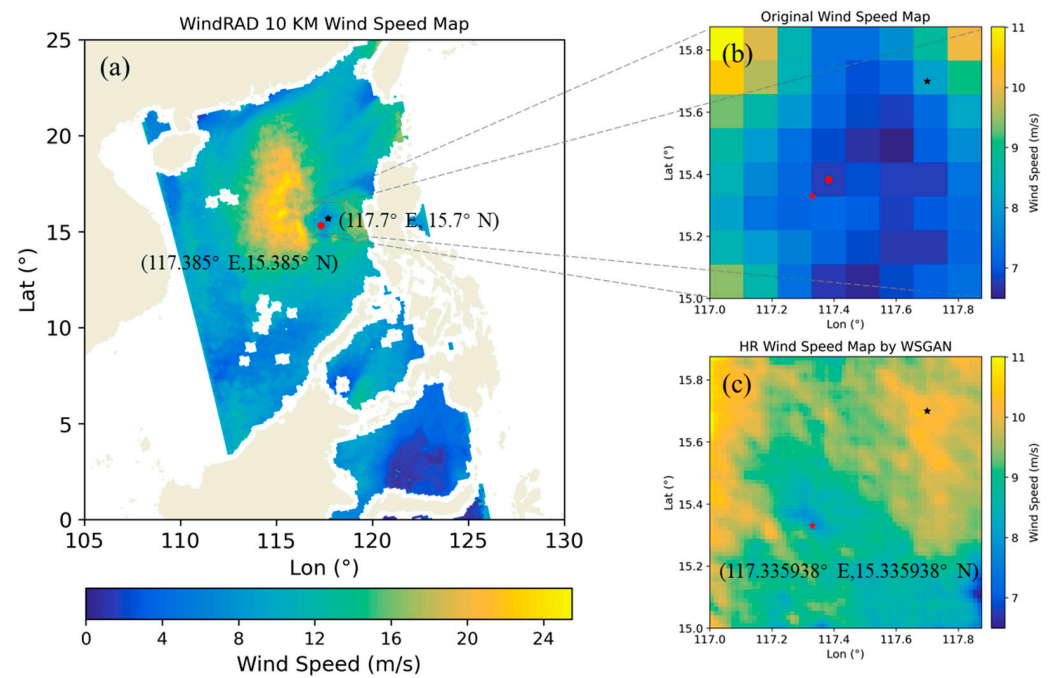 WindRAD 10 KM Wind Speed Map
(a)
25
20
15
10
5
0
Lat (°)
105
110
115
120
125
130
Lon (°)
(117.7° E, 15.7° N)
(117.385° E,15.385° N)
0
4
8
12
16
20
24
Wind Speed (m/s)
Original Wind Speed Map
(b)
15.8
15.6
15.4
15.2
15.0
Lat (°)
117.0
117.2
117.4
117.6
117.8
Lon (°)
11
10
9
8
7
Wind Speed (m/s)
HR Wind Speed Map by WSGAN
(c)
15.8
15.6
15.4
15.2
15.0
Lat (°)
(117.335938° E,15.335938° N)
117.0
117.2
117.4
117.6
117.8
Lon (°)
11
10
9
8
7
Wind Speed (m/s)